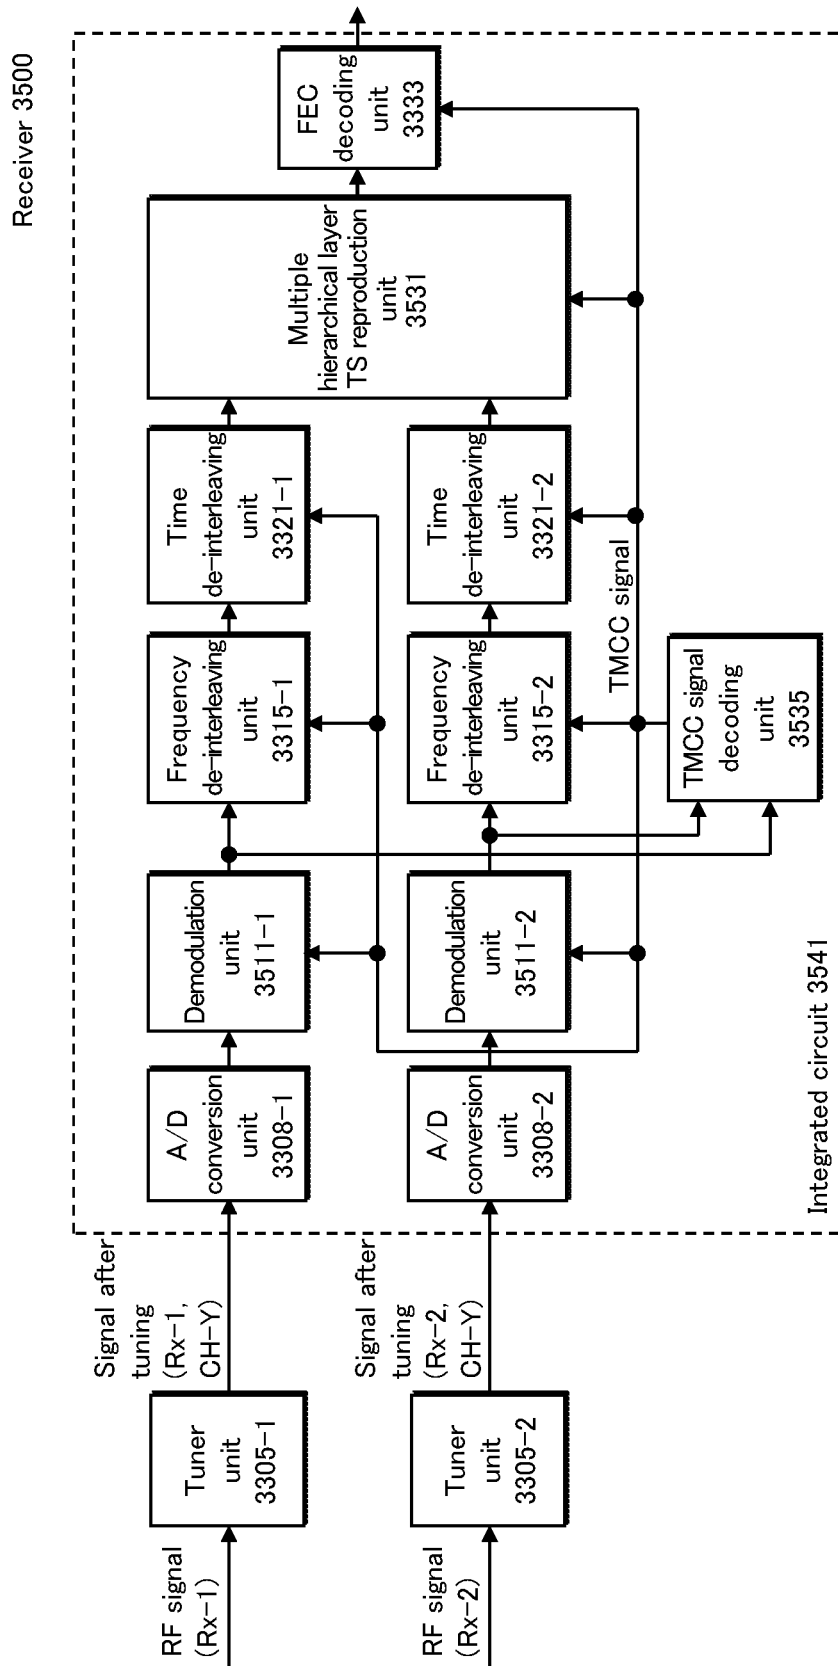 Receiver 3500
RF signal
(Rx-1)
Tuner
unit
3305-1
Signal after
tuning
(Rx-1,
CH-Y)
A/D
conversion
unit
3308-1
Demodulation
unit
3511-1
Frequency
de-interleaving
unit
3315-1
Time
de-interleaving
unit
3321-1
Multiple
hierarchical layer
TS reproduction
unit
3531
FEC
decoding
unit
3333
RF signal
(Rx-2)
Tuner
unit
3305-2
Signal after
tuning
(Rx-2,
CH-Y)
A/D
conversion
unit
3308-2
Demodulation
unit
3511-2
Frequency
de-interleaving
unit
3315-2
Time
de-interleaving
unit
3321-2
TMCC signal
TMCC signal
decoding
unit
3535
Integrated circuit 3541